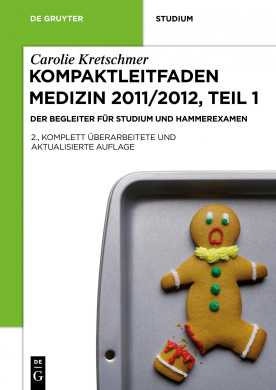 DE GRUYTER
STUDIUM
Carolie Kretschmer
KOMPAKTLEITFADEN
MEDIZIN 2011/2012, TEIL 1
DER BEGLEITER FÜR STUDIUM UND HAMMEREXAMEN
2., KOMPLETT ÜBERARBEITETE UND
AKTUALISIERTE AUFLAGE
DE
G